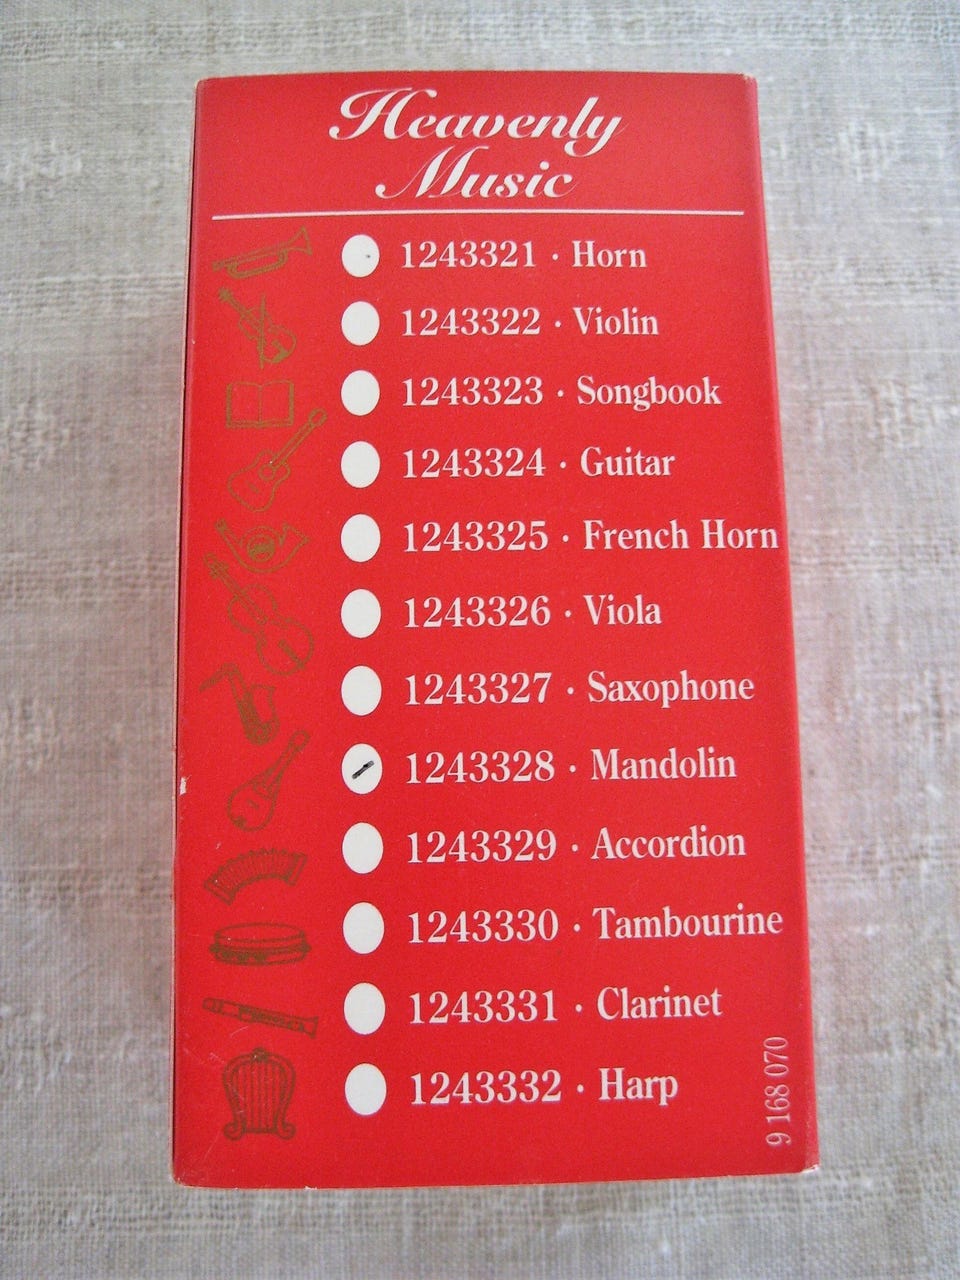 Heavenly
Music
1243321 · Horn
1243322 · Violin
1243323 · Songbook
1243324 · Guitar
1243325 · French Horn
1243326 · Viola
1243327 · Saxophone
1243328 · Mandolin
1243329 · Accordion
1243330 · Tambourine
1243331 · Clarinet
1243332 · Harp
9 168 070